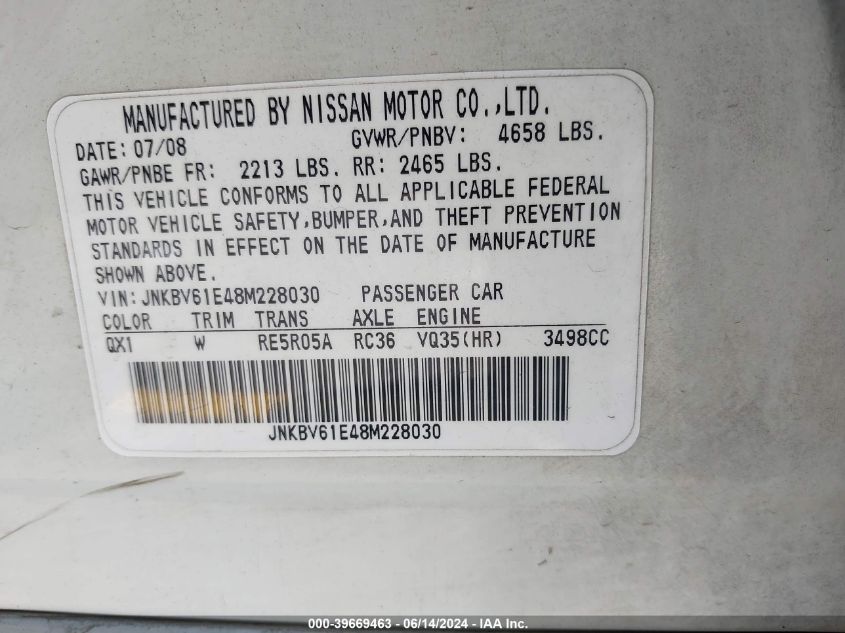 MANUFACTURED BY NISSAN MOTOR CO.,LTD.
DATE: 07/08 GVWR/PNBV: 4658 LBS.
GAWR/PNBE FR: 2213 LBS. RR: 2465 LBS.
THIS VEHICLE CONFORMS TO ALL APPLICABLE FEDERAL
MOTOR VEHICLE SAFETY,BUMPER,AND THEFT PREVENTION
STANDARDS IN EFFECT ON THE DATE OF MANUFACTURE
SHOWN ABOVE.
VIN:JNKBV61E48M228030 PASSENGER CAR
COLOR TRIM TRANS AXLE ENGINE
QX1 W RE5R05A RC36 VQ35(HR) 3498CC
JNKBV61E48M228030
000-39669463 - 06/14/2024 - IAA Inc.